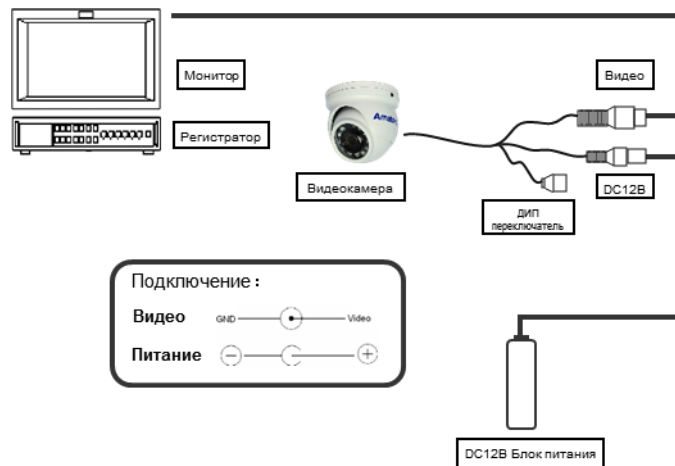 Монитор
Видео
Регистратор
Видеокамера
DC12В
ДИП
переключатель
Подключение :
Видео GND Video
Питание
DC12В Блок питания